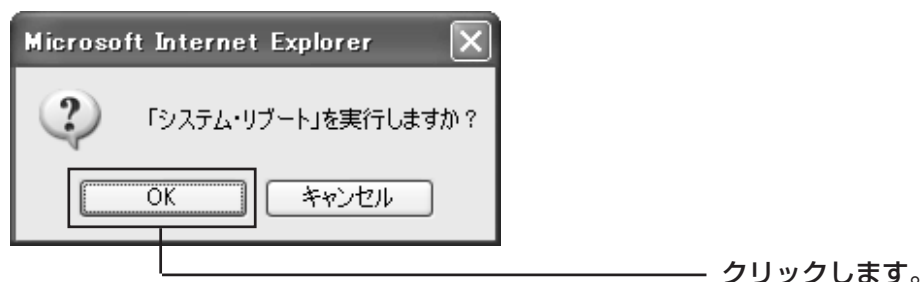 Microsoft Internet Explorer
「システム・リブート」を実行しますか？
OK
キャンセル
クリックします。